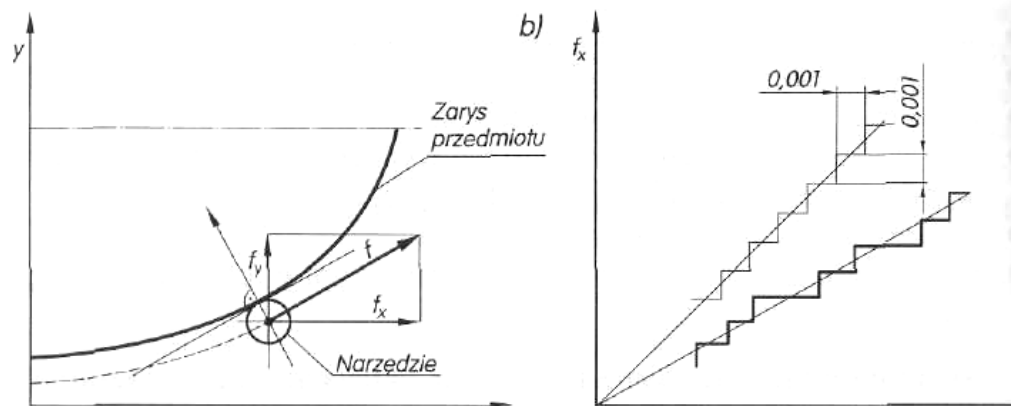 y
Zarys
przedmiotu
f_y
f
f_x
Narzędzie
b)
f_x
0,001
0,001